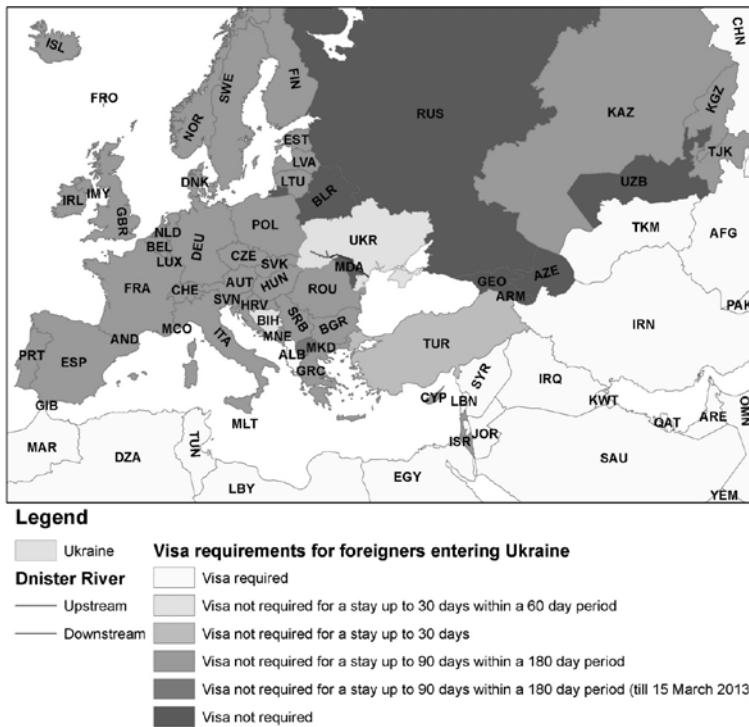 ISL
FRO
NOR
SWE
FIN
RUS
CHN
KAZ
KGZ
TJK
UZB
TKM
AFG
PAK
EST
LVA
LTU
BLR
DNK
IRL
IMY
GBR
NLD
BEL
LUX
DEU
POL
UKR
CZE
SVK
MDA
FRA
CHE
AUT
HUN
ROU
SVN
HRV
BIH
SRB
BGR
MNE
MKD
ALB
GRC
ITA
MCO
AND
PRT
ESP
GIB
GEO
ARM
AZE
TUR
CYP
LBN
SYR
IRQ
IRN
KWT
ISR
JOR
SAU
QAT
ARE
OMN
YEM
MLT
MAR
DZA
TUN
LBY
EGY
Legend
Ukraine
Dnister River
Upstream
Downstream
Visa requirements for foreigners entering Ukraine
Visa required
Visa not required for a stay up to 30 days within a 60 day period
Visa not required for a stay up to 30 days
Visa not required for a stay up to 90 days within a 180 day period
Visa not required for a stay up to 90 days within a 180 day period (till 15 March 2013
Visa not required